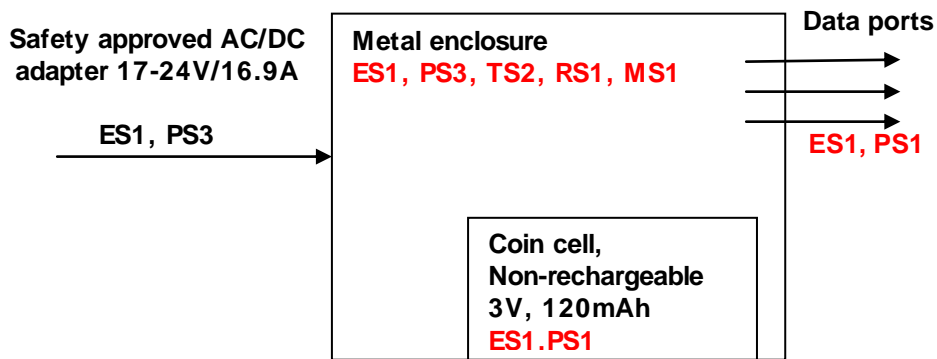 Safety approved AC/DC
adapter 17-24V/16.9A
ES1, PS3
Metal enclosure
ES1, PS3, TS2, RS1, MS1
Data ports
ES1, PS1
Coin cell,
Non-rechargeable
3V, 120mAh
ES1.PS1